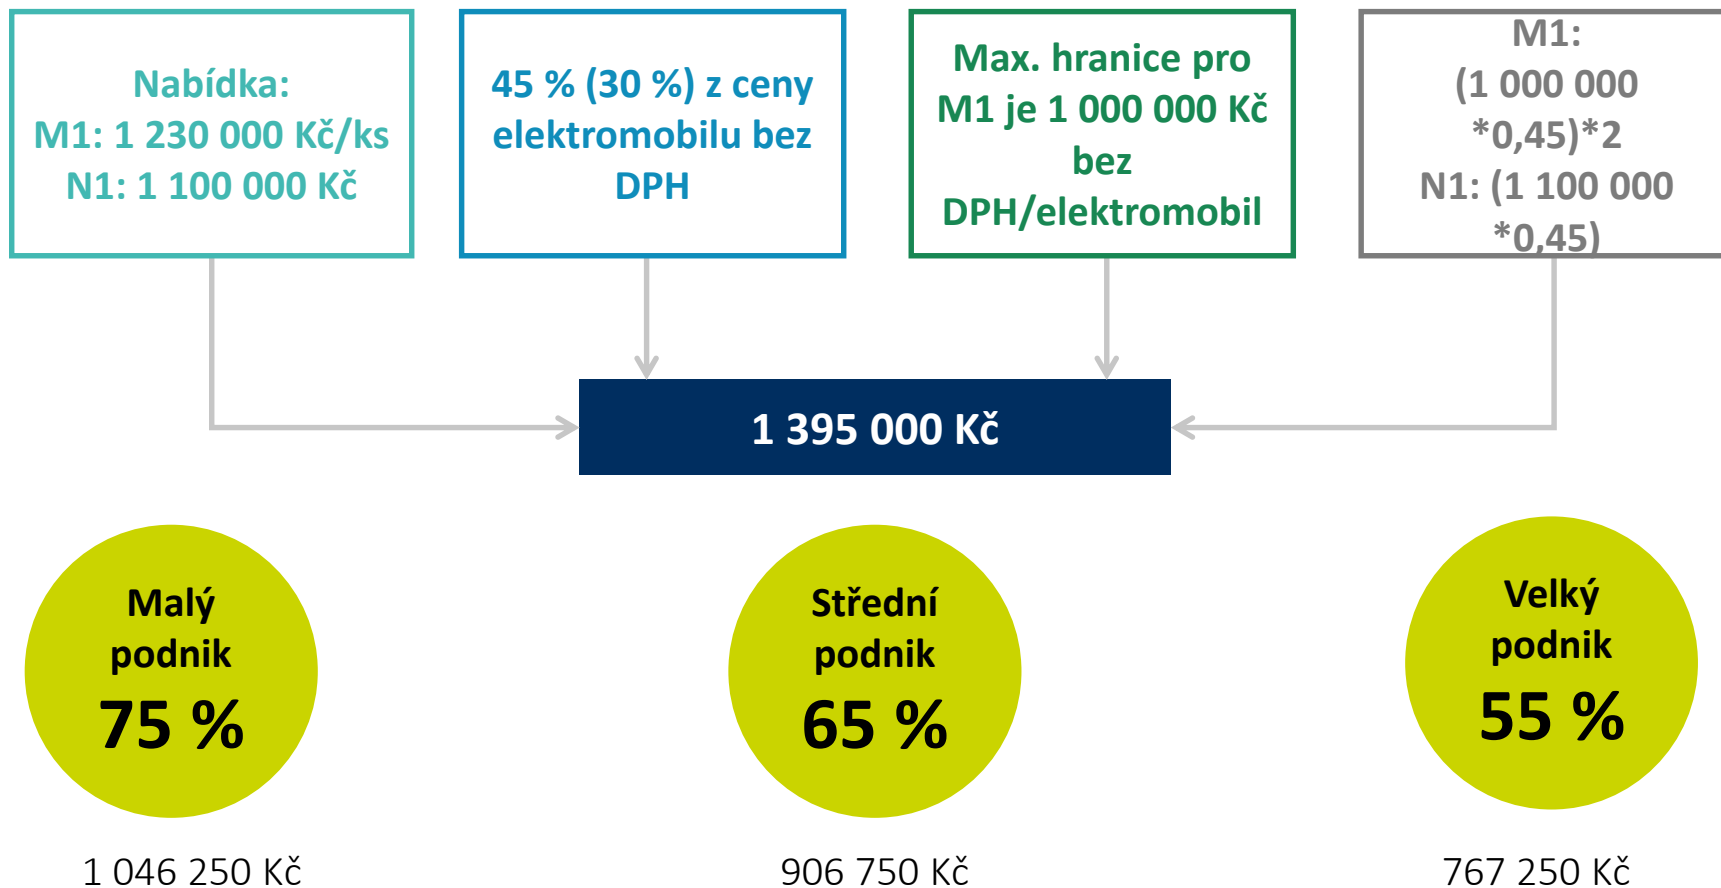 Nabídka:
M1: 1 230 000 Kč/ks
N1: 1 100 000 Kč
45 % (30 %) z ceny
elektromobilu bez
DPH
Max. hranice pro
M1 je 1 000 000 Kč
bez
DPH/elektromobil
M1:
(1 000 000
*0,45)*2
N1: (1 100 000
*0,45)
1 395 000 Kč
Malý
podnik
75 %
Střední
podnik
65 %
Velký
podnik
55 %
1 046 250 Kč
906 750 Kč
767 250 Kč